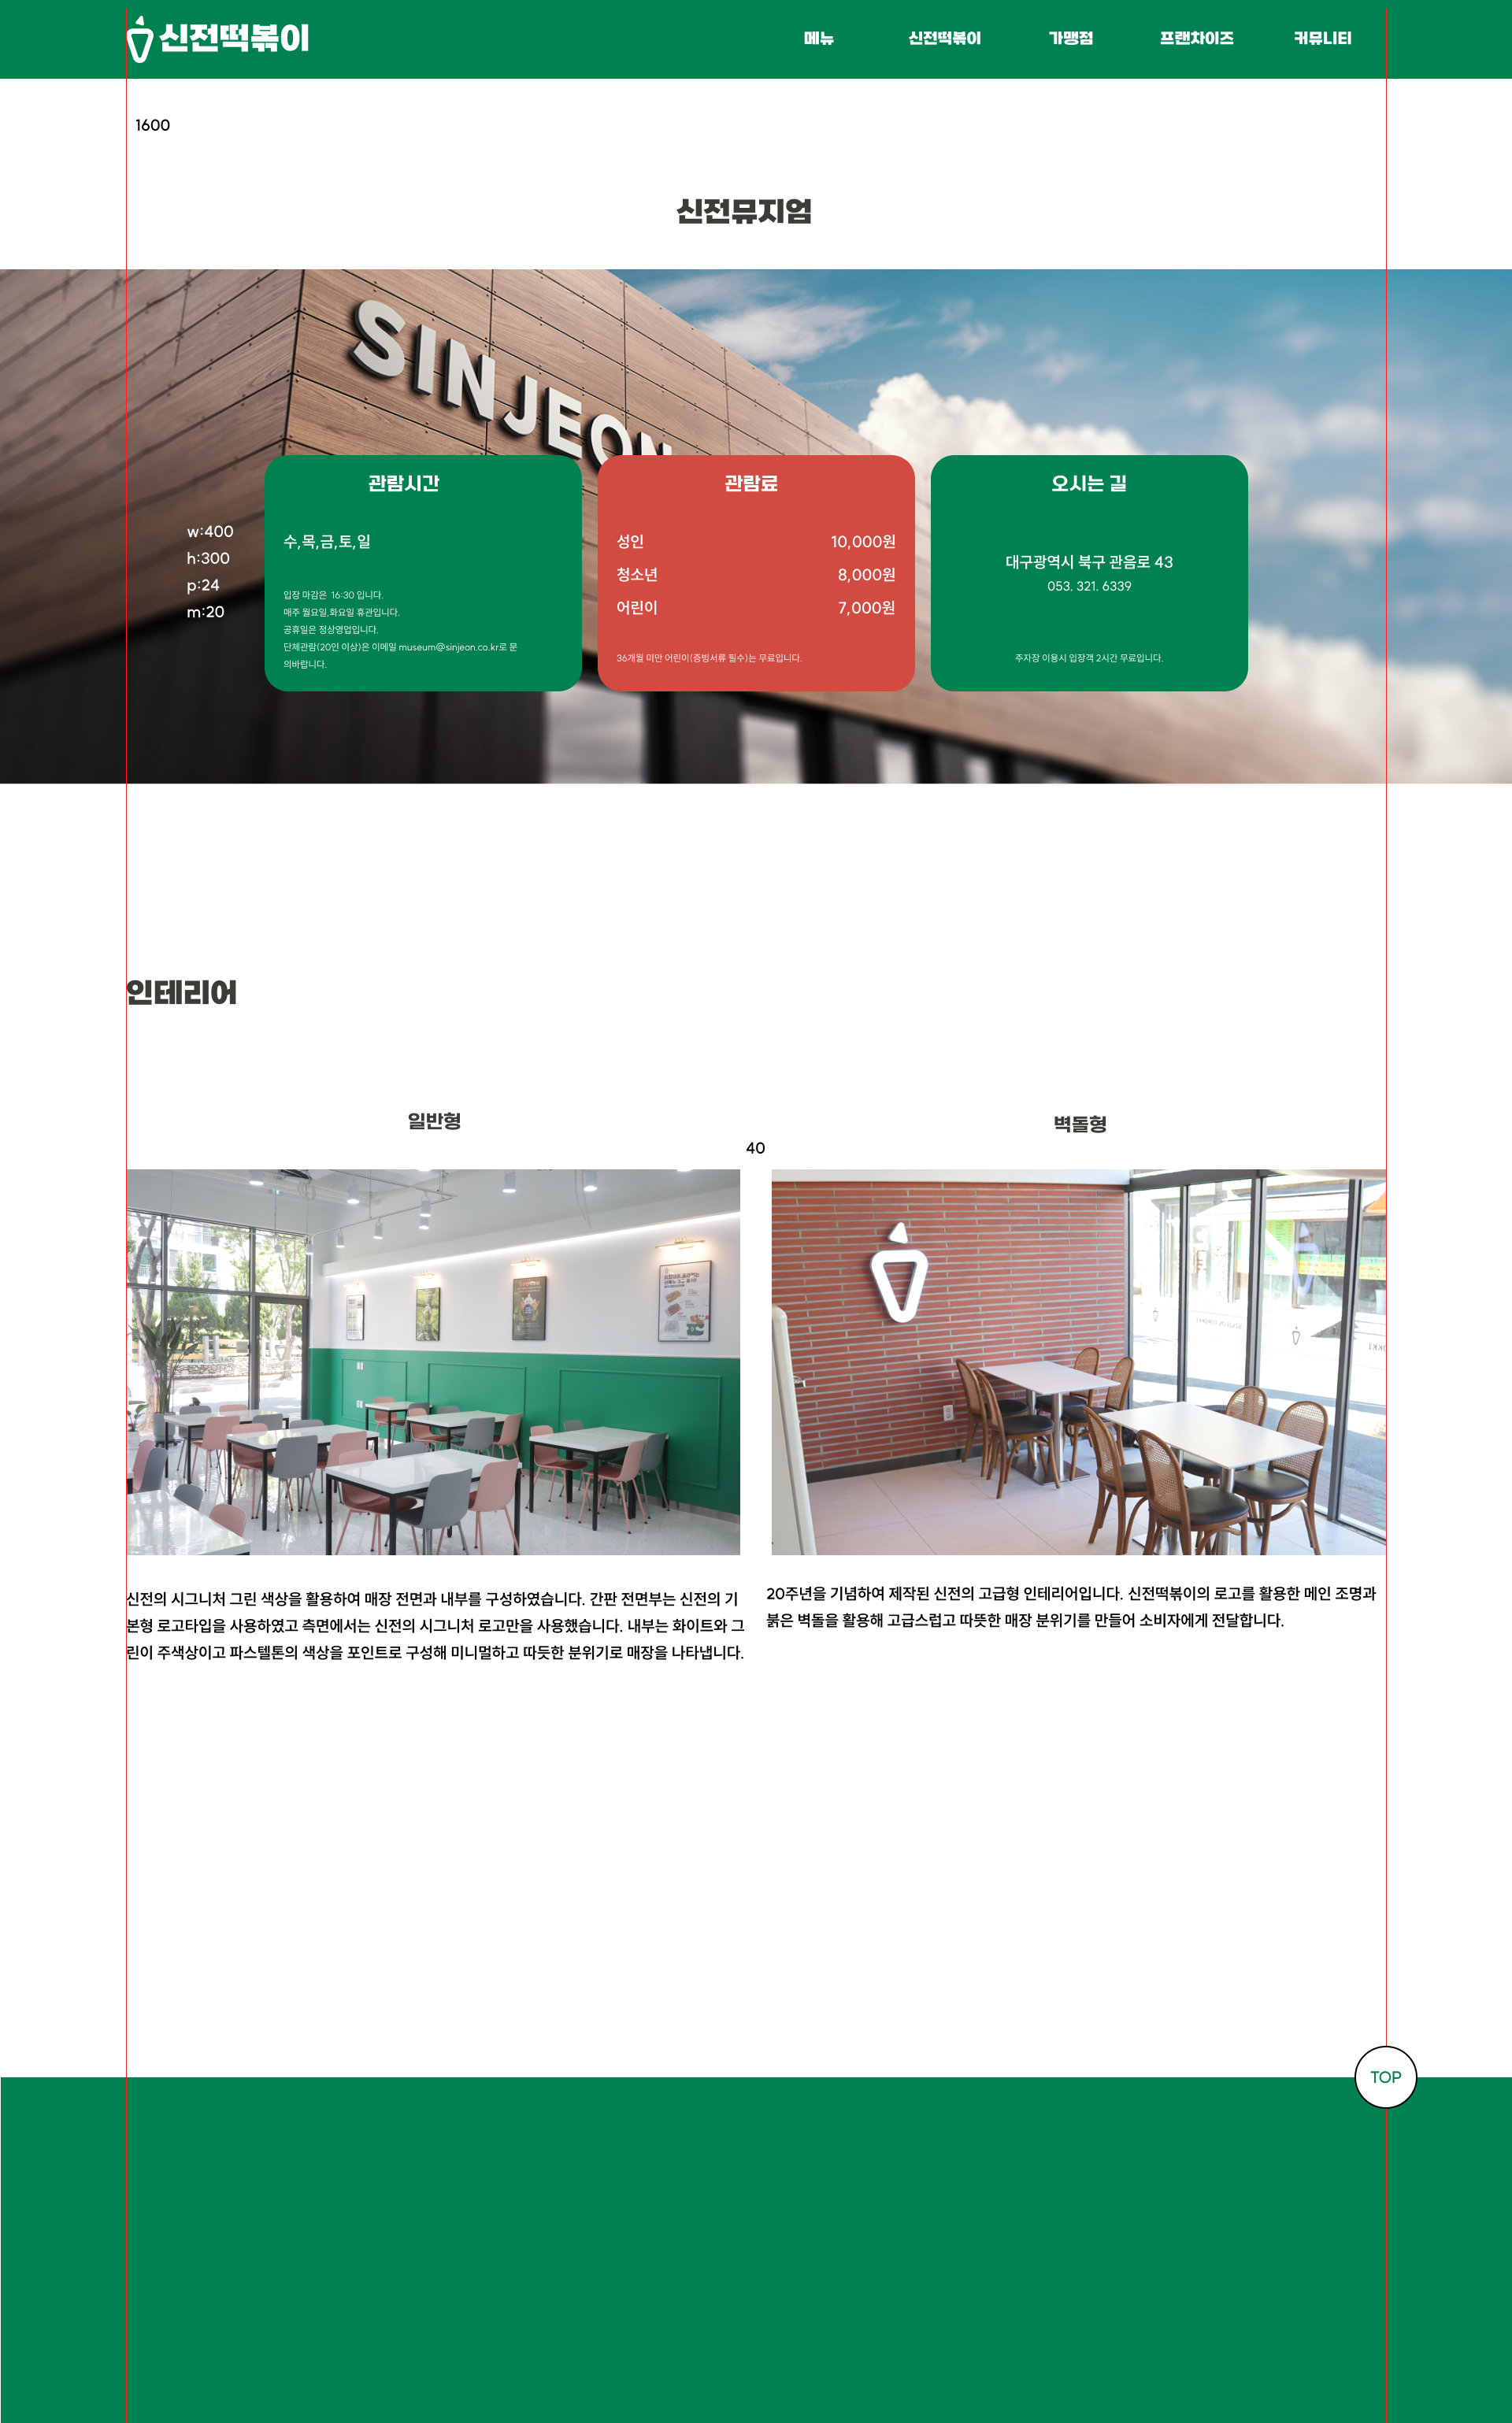 신전떡볶이
메뉴
신전떡볶이
가맹점
프랜차이즈
커뮤니티
1600
신전뮤지엄
SINJEON
w:400
h:300
p:24
m:20
관람시간
수,목,금,토,일
입장 마감은 16:30 입니다.
매주 월요일,화요일 휴관입니다.
공휴일은 정상영업입니다.
단체관람(20인 이상)은 이메일 museum@sinjeon.co.kr로 문
의바랍니다.
관람료
성인 10,000원
청소년 8,000원
어린이 7,000원
36개월 미만 어린이(증빙서류 필수)는 무료입니다.
오시는 길
대구광역시 북구 관음로 43
053. 321. 6339
주자장 이용시 입장객 2시간 무료입니다.
인테리어
일반형
벽돌형
40
신전의 시그니처 그린 색상을 활용하여 매장 전면과 내부를 구성하였습니다. 간판 전면부는 신전의 기
본형 로고타입을 사용하였고 측면에서는 신전의 시그니처 로고만을 사용했습니다. 내부는 화이트와 그
린이 주색상이고 파스텔톤의 색상을 포인트로 구성해 미니멀하고 따듯한 분위기로 매장을 나타냅니다.
20주년을 기념하여 제작된 신전의 고급형 인테리어입니다. 신전떡볶이의 로고를 활용한 메인 조명과
붉은 벽돌을 활용해 고급스럽고 따뜻한 매장 분위기를 만들어 소비자에게 전달합니다.
TOP